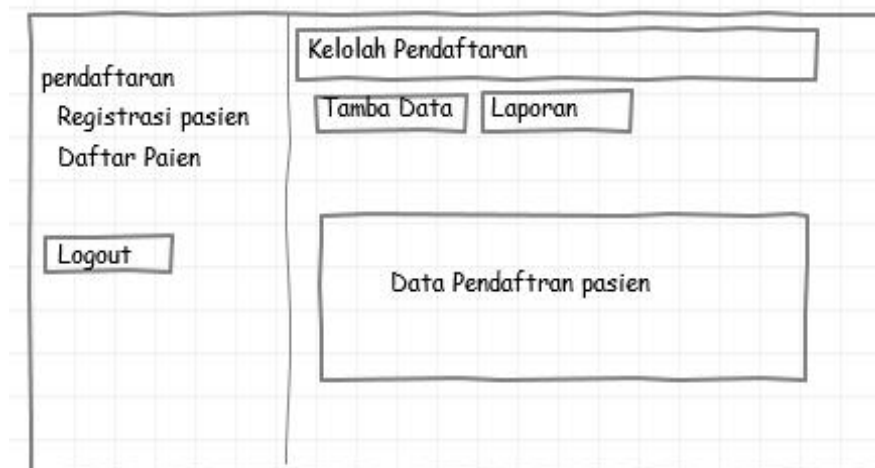 pendaftaran
Registrasi pasien
Daftar Paien
Logout
Kelolah Pendaftaran
Tamba Data
Laporan
Data Pendaftran pasien